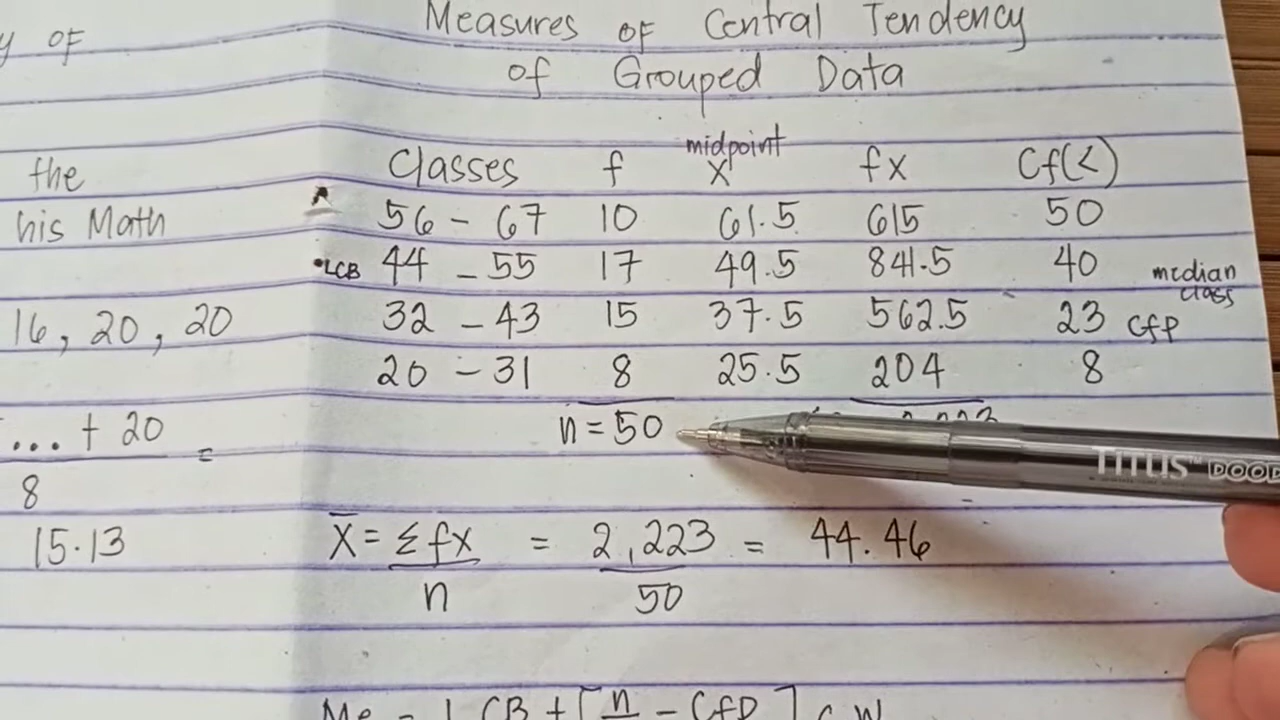 y of
the
his Math
16, 20, 20
... + 20 =
8
15.13
Measures of Central Tendency
of Grouped Data
Classes f midpoint X fx Cf(<)
56 - 67 10 61.5 615 50
LCB 44 - 55 17 49.5 841.5 40 median class
32 - 43 15 37.5 562.5 23 Cfp
20 - 31 8 25.5 204 8
n = 50
X̄ = Σfx = 2,223 = 44.46
n 50
TITUS™ DOOD